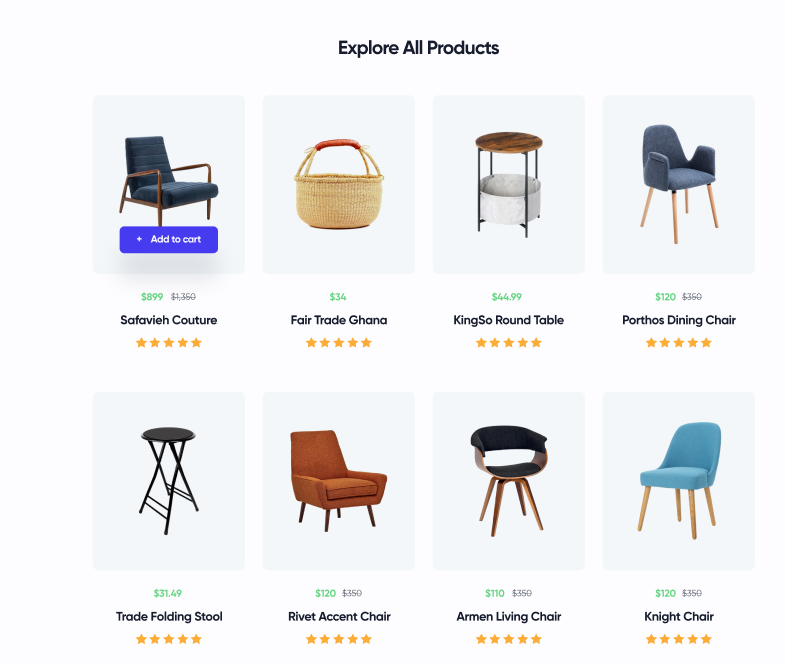 Explore All Products
+ Add to cart
$899 $1,350
$34
$44.99
$120 $350
Safavieh Couture
Fair Trade Ghana
KingSo Round Table
Porthos Dining Chair
$31.49
$120 $350
$110 $350
$120 $350
Trade Folding Stool
Rivet Accent Chair
Armen Living Chair
Knight Chair